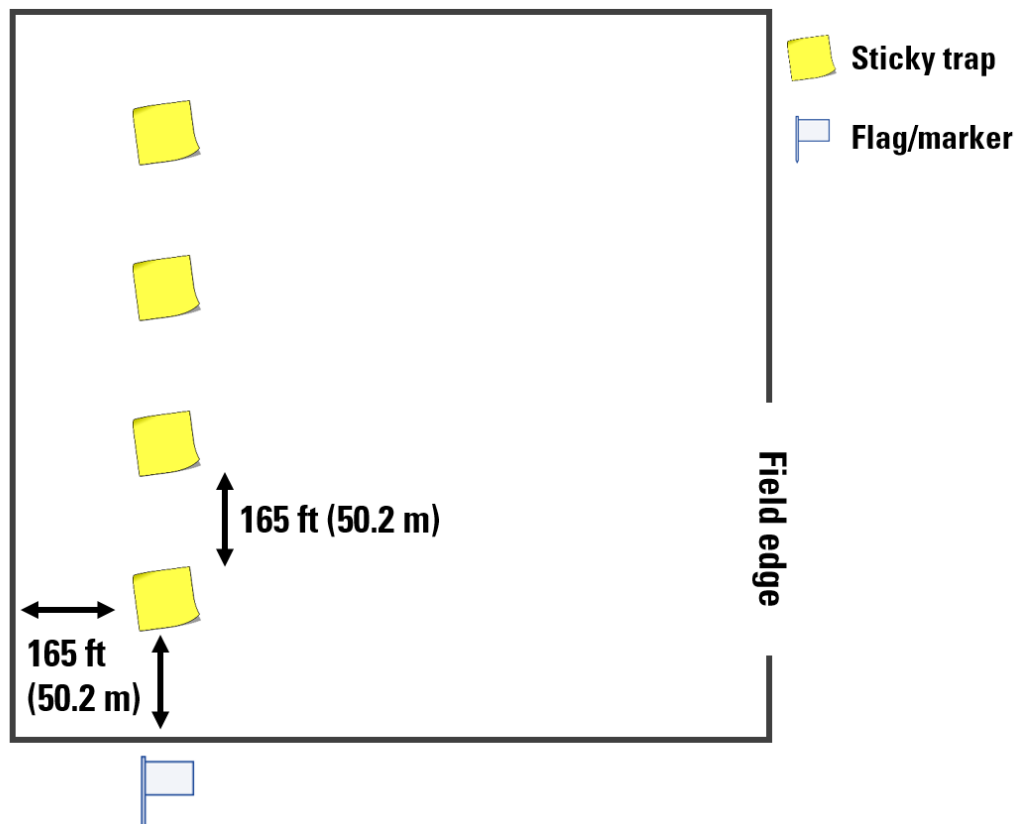 Sticky trap
Flag/marker
165 ft (50.2 m)
Field edge
165 ft
(50.2 m)